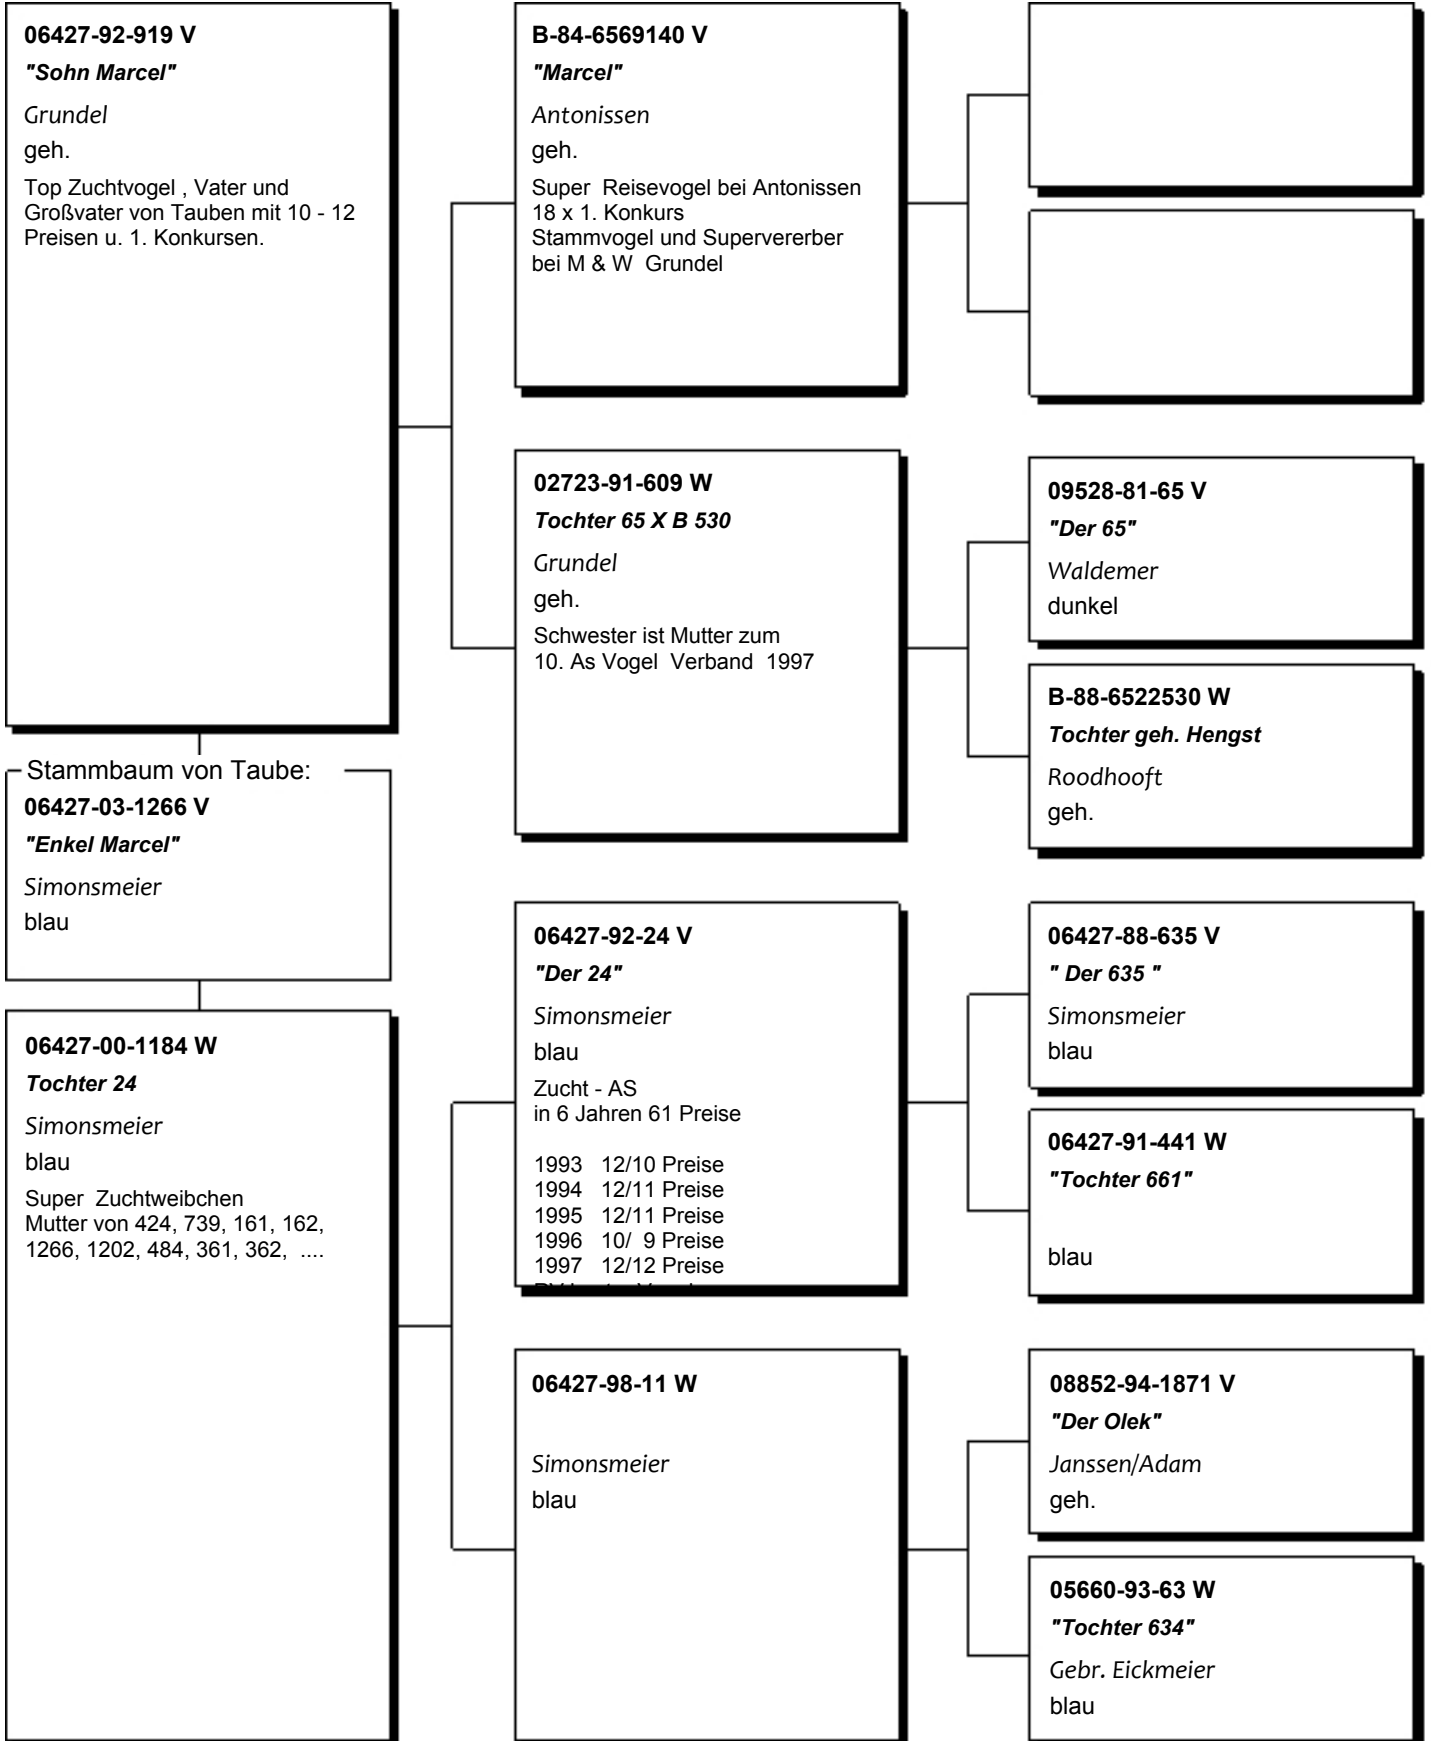 06427-92-919 V
"Sohn Marcel"
Grundel
geh.
Top Zuchtvogel , Vater und
Großvater von Tauben mit 10 - 12
Preisen u. 1. Konkursen.
Stammbaum von Taube:
06427-03-1266 V
"Enkel Marcel"
Simonsmeier
blau
06427-00-1184 W
Tochter 24
Simonsmeier
blau
Super Zuchtweibchen
Mutter von 424, 739, 161, 162,
1266, 1202, 484, 361, 362, ....
B-84-6569140 V
"Marcel"
Antonissen
geh.
Super Reisevogel bei Antonissen
18 x 1. Konkurs
Stammvogel und Supervererber
bei M & W Grundel
02723-91-609 W
Tochter 65 X B 530
Grundel
geh.
Schwester ist Mutter zum
10. As Vogel Verband 1997
06427-92-24 V
"Der 24"
Simonsmeier
blau
Zucht - AS
in 6 Jahren 61 Preise
1993 12/10 Preise
1994 12/11 Preise
1995 12/11 Preise
1996 10/ 9 Preise
1997 12/12 Preise
06427-98-11 W
Simonsmeier
blau
09528-81-65 V
"Der 65"
Waldemer
dunkel
B-88-6522530 W
Tochter geh. Hengst
Roodhooft
geh.
06427-88-635 V
" Der 635 "
Simonsmeier
blau
06427-91-441 W
"Tochter 661"
blau
08852-94-1871 V
"Der Olek"
Janssen/Adam
geh.
05660-93-63 W
"Tochter 634"
Gebr. Eickmeier
blau